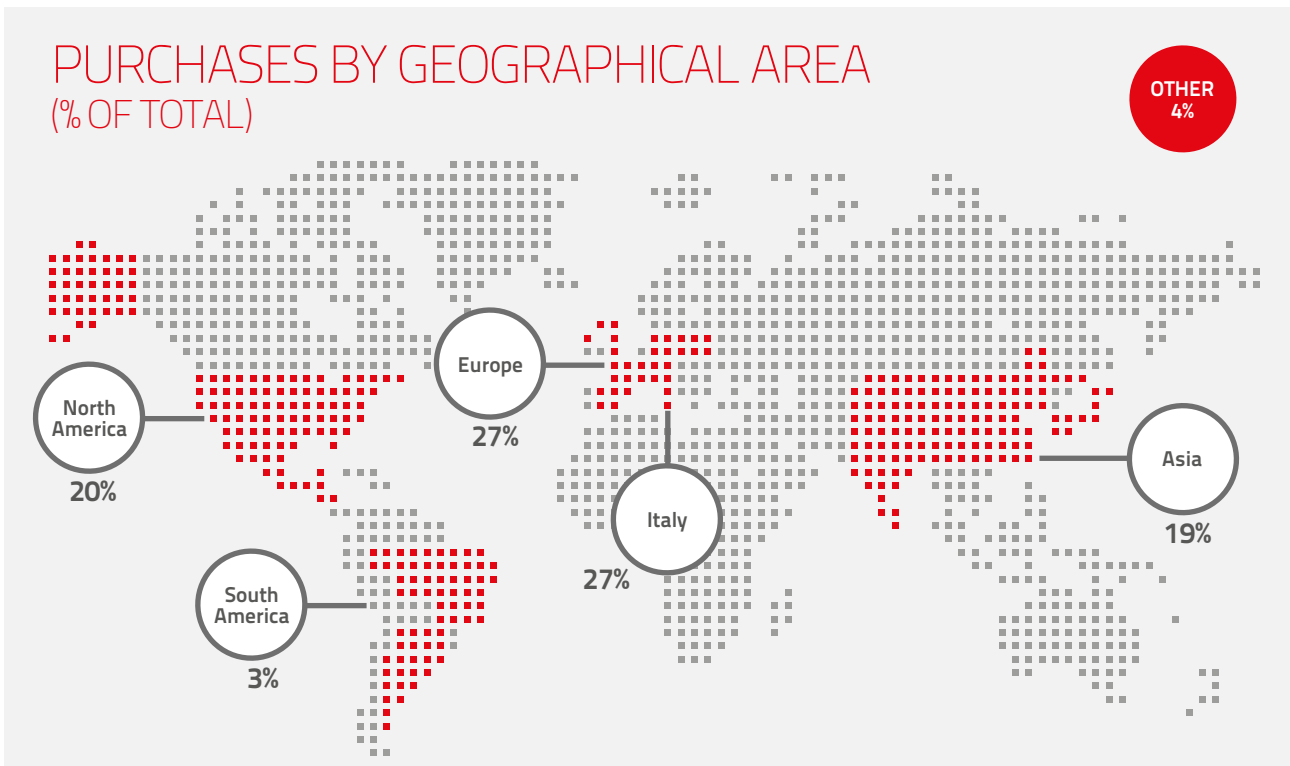 PURCHASES BY GEOGRAPHICAL AREA
(% OF TOTAL)
OTHER
4%
Europe
27%
North
America
20%
Asia
19%
Italy
27%
South
America
3%